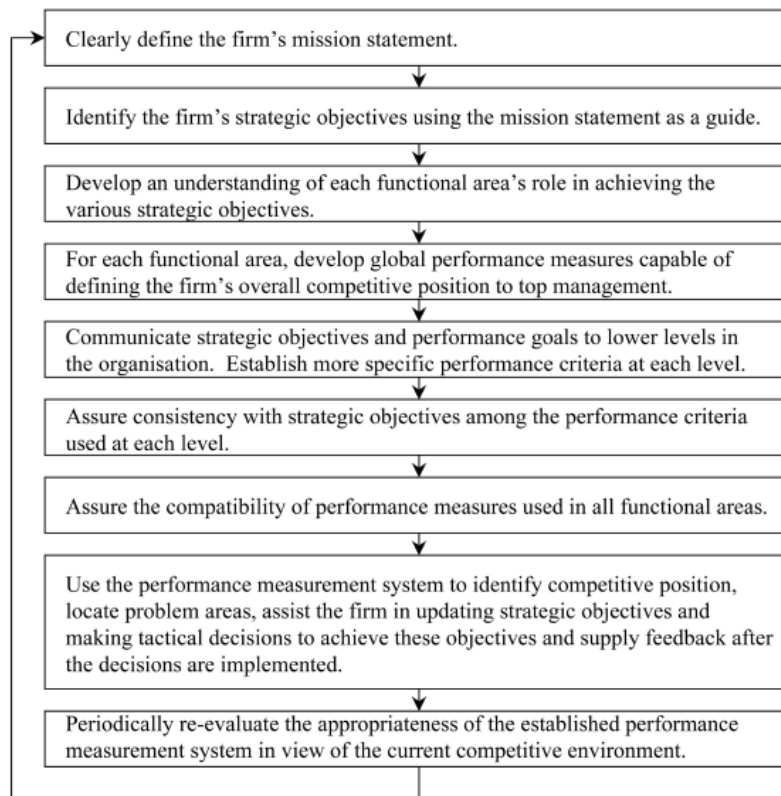 Clearly define the firm’s mission statement.
Identify the firm’s strategic objectives using the mission statement as a guide.
Develop an understanding of each functional area’s role in achieving the
various strategic objectives.
For each functional area, develop global performance measures capable of
defining the firm’s overall competitive position to top management.
Communicate strategic objectives and performance goals to lower levels in
the organisation.  Establish more specific performance criteria at each level.
Assure consistency with strategic objectives among the performance criteria
used at each level.
Assure the compatibility of performance measures used in all functional areas.
Use the performance measurement system to identify competitive position,
locate problem areas, assist the firm in updating strategic objectives and
making tactical decisions to achieve these objectives and supply feedback after
the decisions are implemented.
Periodically re-evaluate the appropriateness of the established performance
measurement system in view of the current competitive environment.